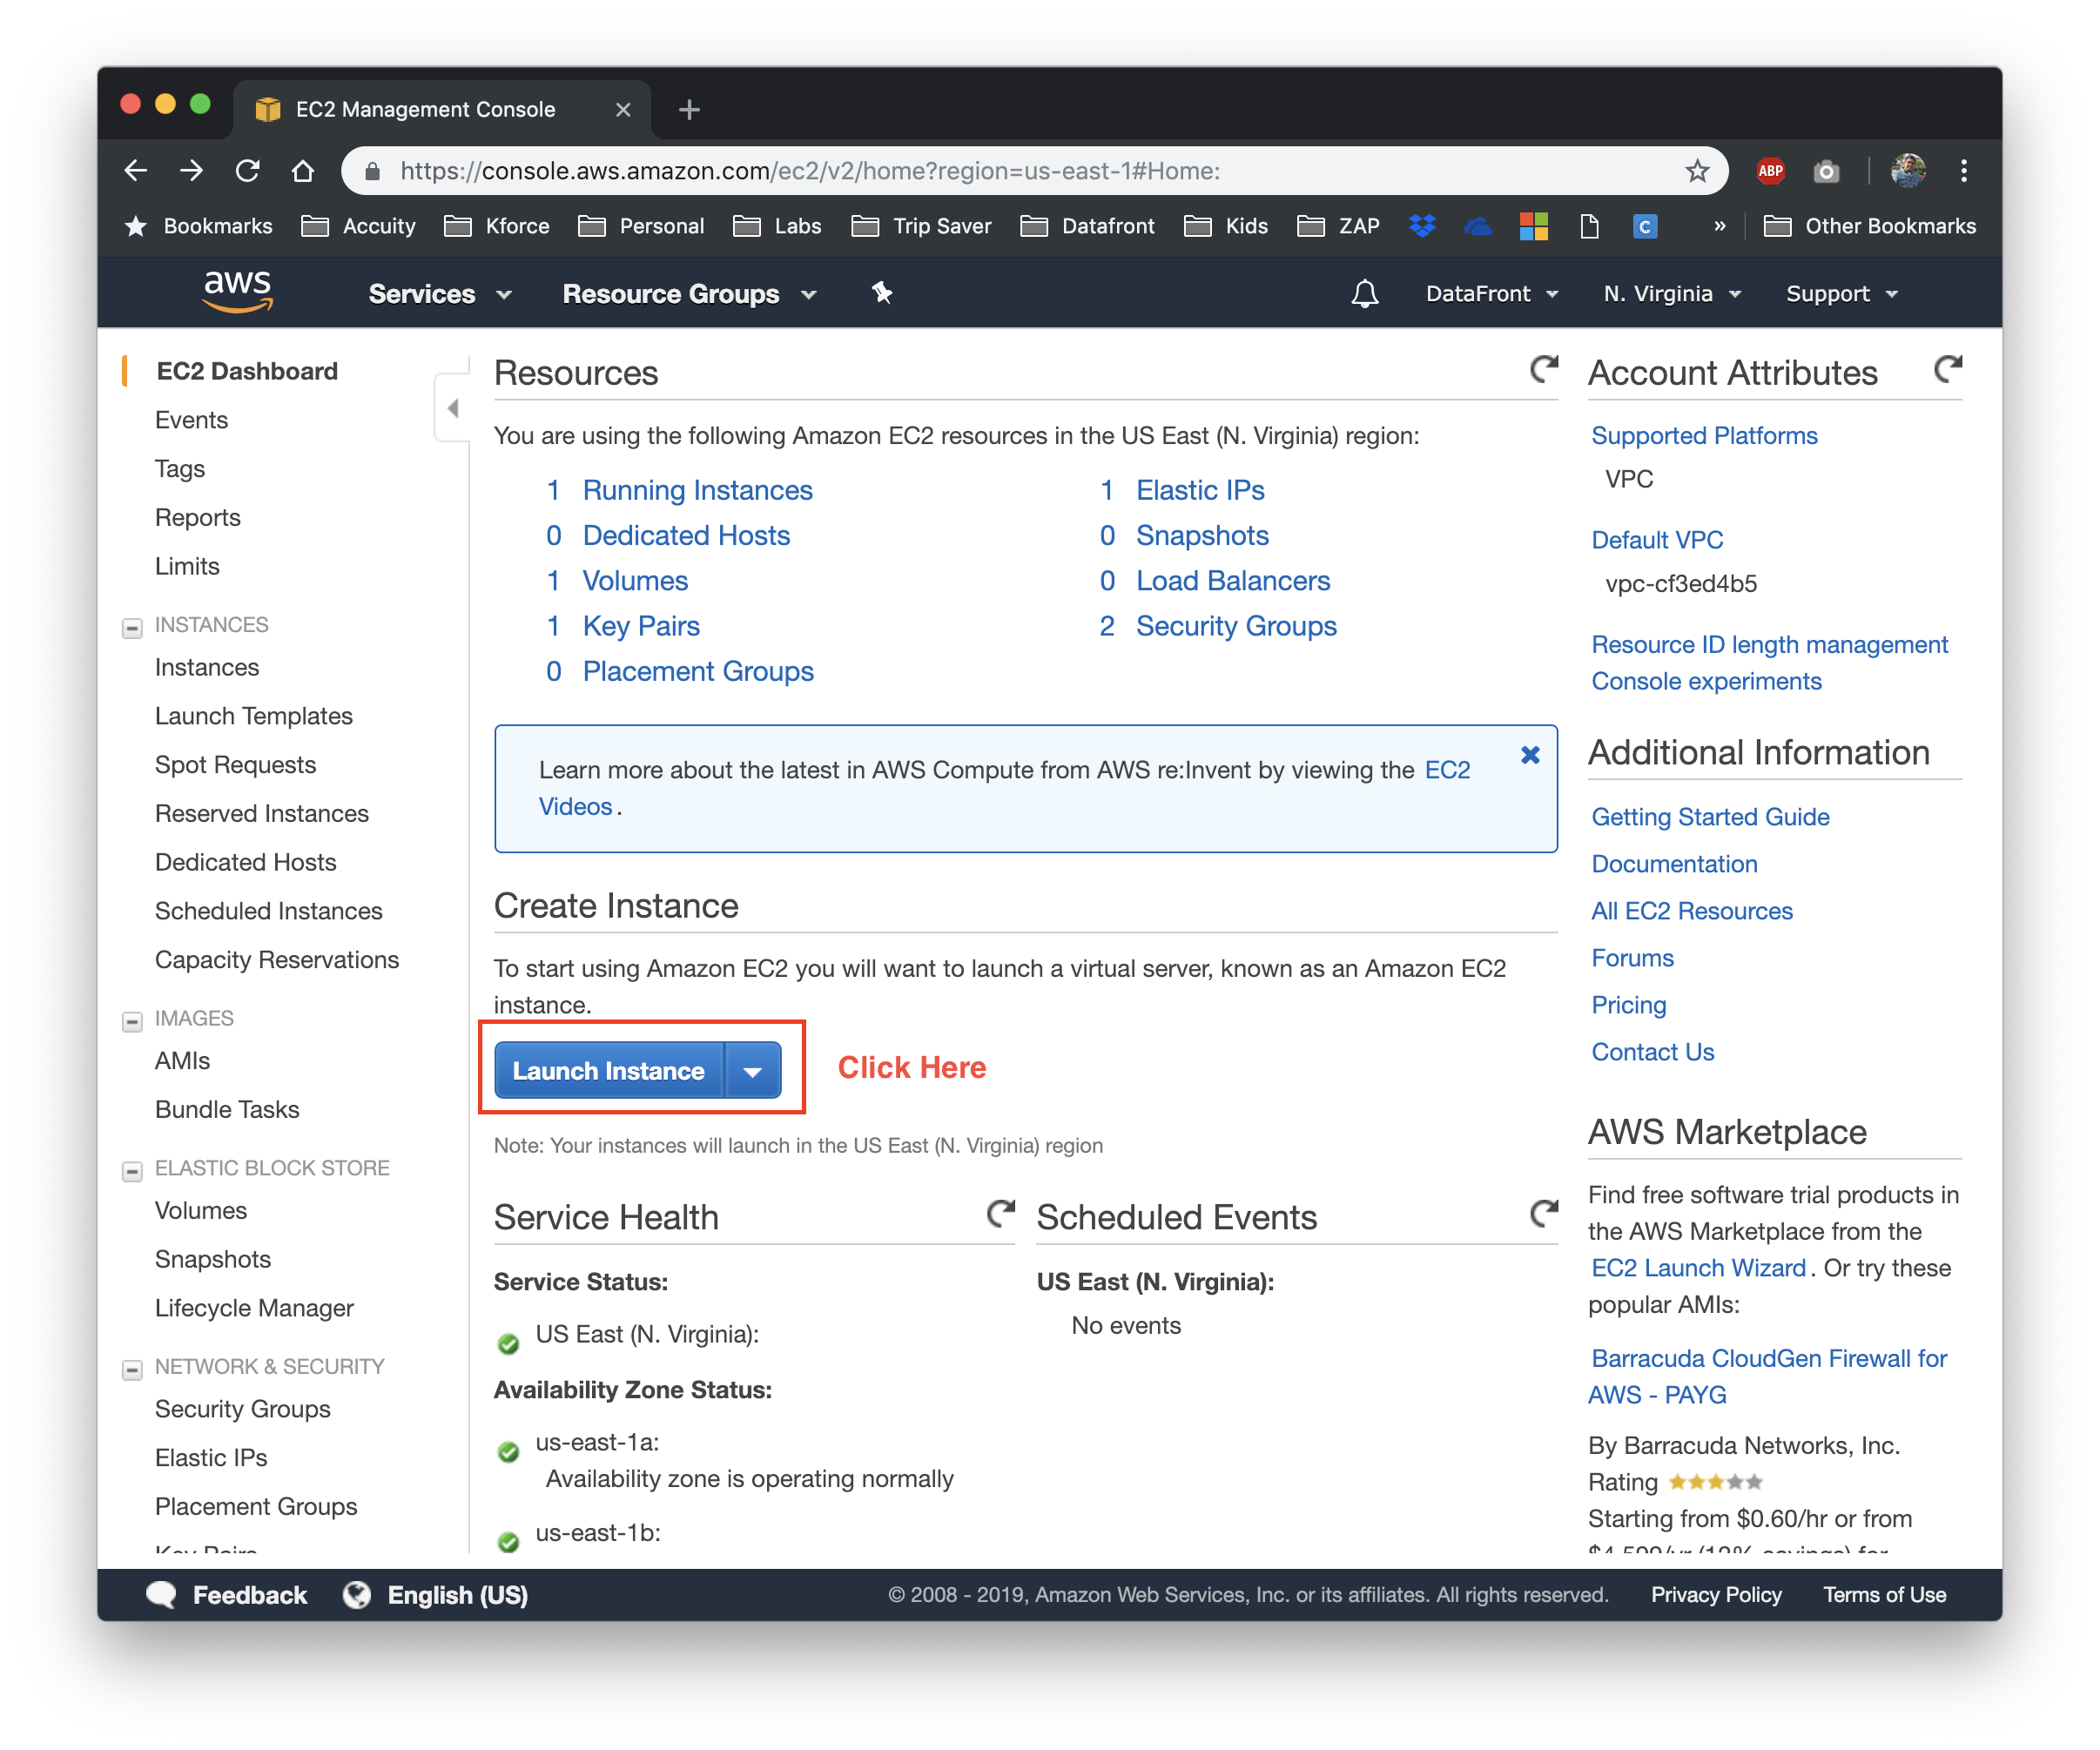 EC2 Management Console
https://console.aws.amazon.com/ec2/v2/home?region=us-east-1#Home:
ABP
Bookmarks Accuity Kforce Personal Labs Trip Saver Datafront Kids ZAP C » Other Bookmarks
aws Services Resource Groups DataFront N. Virginia Support
EC2 Dashboard
Events
Tags
Reports
Limits
INSTANCES
Instances
Launch Templates
Spot Requests
Reserved Instances
Dedicated Hosts
Scheduled Instances
Capacity Reservations
IMAGES
AMIs
Bundle Tasks
ELASTIC BLOCK STORE
Volumes
Snapshots
Lifecycle Manager
NETWORK & SECURITY
Security Groups
Elastic IPs
Placement Groups
Key Pairs
Resources
You are using the following Amazon EC2 resources in the US East (N. Virginia) region:
1 Running Instances
0 Dedicated Hosts
1 Volumes
1 Key Pairs
0 Placement Groups
1 Elastic IPs
0 Snapshots
0 Load Balancers
2 Security Groups
Learn more about the latest in AWS Compute from AWS re:Invent by viewing the EC2
Videos .
Create Instance
To start using Amazon EC2 you will want to launch a virtual server, known as an Amazon EC2
instance.
Launch Instance
Click Here
Note: Your instances will launch in the US East (N. Virginia) region
Service Health
Service Status:
US East (N. Virginia):
Availability Zone Status:
us-east-1a:
Availability zone is operating normally
us-east-1b:
Scheduled Events
US East (N. Virginia):
No events
Account Attributes
Supported Platforms
VPC
Default VPC
vpc-cf3ed4b5
Resource ID length management
Console experiments
Additional Information
Getting Started Guide
Documentation
All EC2 Resources
Forums
Pricing
Contact Us
AWS Marketplace
Find free software trial products in
the AWS Marketplace from the
EC2 Launch Wizard . Or try these
popular AMIs:
Barracuda CloudGen Firewall for
AWS - PAYG
By Barracuda Networks, Inc.
Rating
Starting from $0.60/hr or from
$4,599/yr (12% savings) for
Feedback English (US) © 2008 - 2019, Amazon Web Services, Inc. or its affiliates. All rights reserved. Privacy Policy Terms of Use